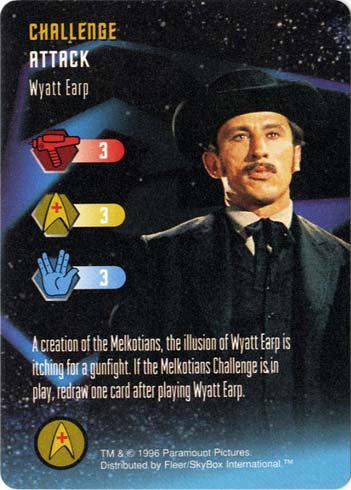 CHALLENGE
ATTACK
Wyatt Earp
3
3
3
A creation of the Melkotians, the illusion of Wyatt Earp is
itching for a gunfight. If the Melkotians Challenge is in
play, redraw one card after playing Wyatt Earp.
TM & © 1996 Paramount Pictures.
Distributed by Fleer/SkyBox International.™